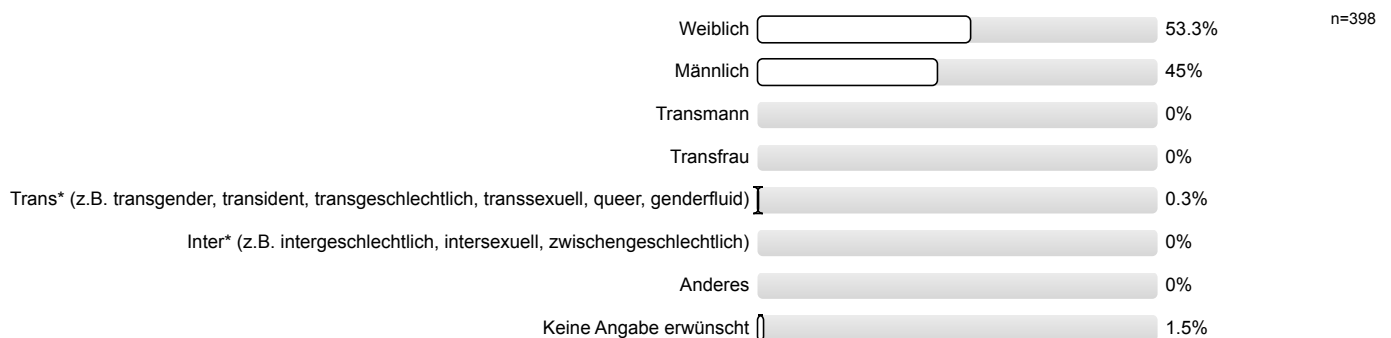 n=398
Weiblich 53.3%
Männlich 45%
Transmann 0%
Transfrau 0%
Trans* (z.B. transgender, transident, transgeschlechtlich, transsexuell, queer, genderfluid) 0.3%
Inter* (z.B. intergeschlechtlich, intersexuell, zwischengeschlechtlich) 0%
Anderes 0%
Keine Angabe erwünscht 1.5%